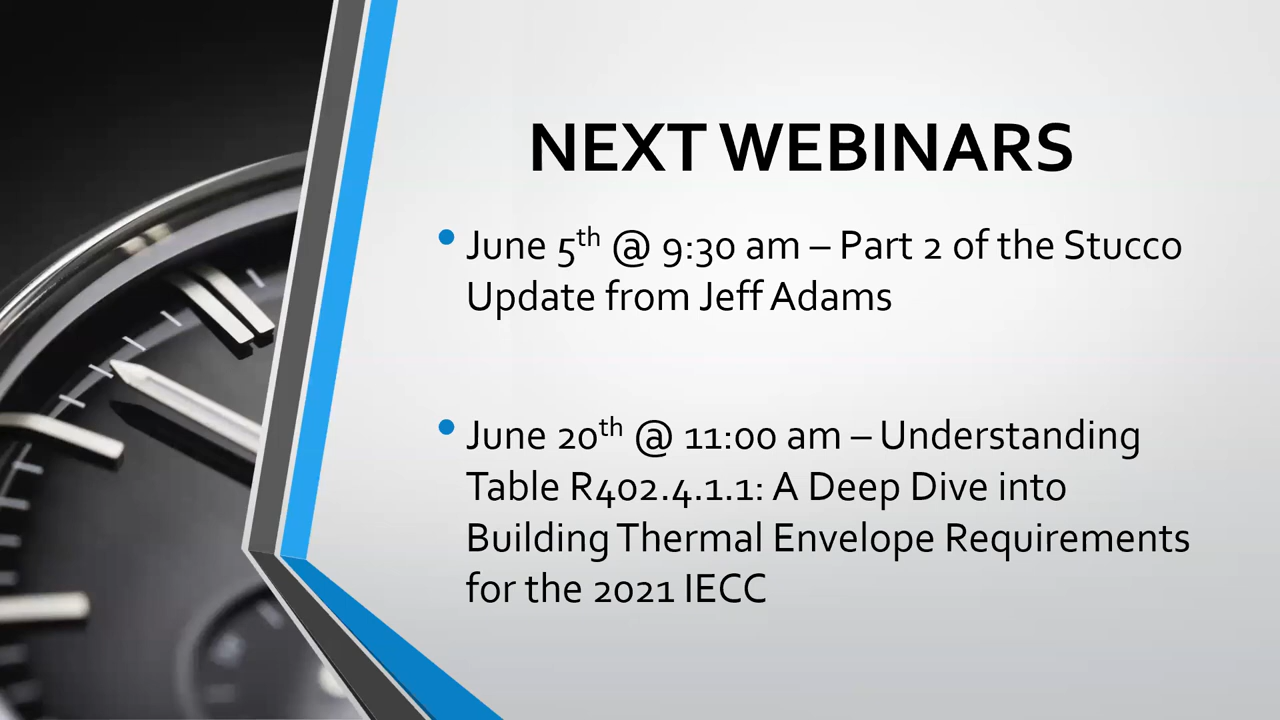 NEXT WEBINARS
• June 5th @ 9:30 am – Part 2 of the Stucco
Update from Jeff Adams
• June 20th @ 11:00 am – Understanding
Table R402.4.1.1: A Deep Dive into
Building Thermal Envelope Requirements
for the 2021 IECC